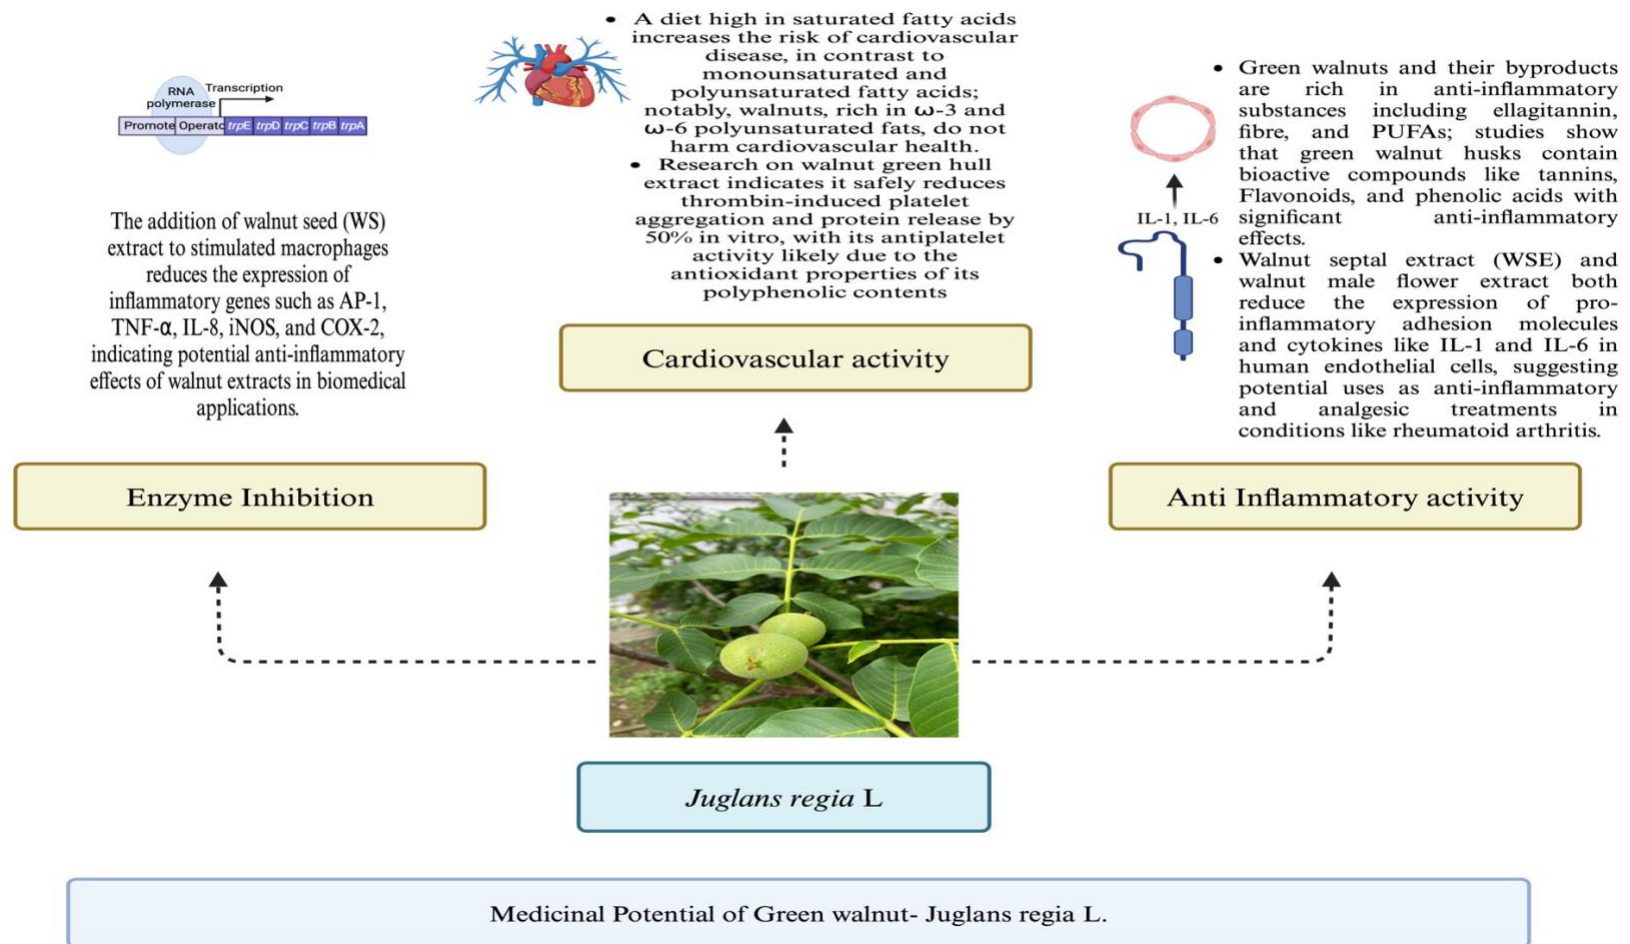 RNA
polymerase
Transcription
Promote Operato trpE trpD trpC trpB trpA
The addition of walnut seed (WS)
extract to stimulated macrophages
reduces the expression of
inflammatory genes such as AP-1,
TNF-α, IL-8, iNOS, and COX-2,
indicating potential anti-inflammatory
effects of walnut extracts in biomedical
applications.
Enzyme Inhibition
• A diet high in saturated fatty acids
increases the risk of cardiovascular
disease, in contrast to
monounsaturated and
polyunsaturated fatty acids;
notably, walnuts, rich in ω-3 and
ω-6 polyunsaturated fats, do not
harm cardiovascular health.
• Research on walnut green hull
extract indicates it safely reduces
thrombin-induced platelet
aggregation and protein release by
50% in vitro, with its antiplatelet
activity likely due to the
antioxidant properties of its
polyphenolic contents
Cardiovascular activity
IL-1, IL-6
• Green walnuts and their byproducts
are rich in anti-inflammatory
substances including ellagitannin,
fibre, and PUFAs; studies show
that green walnut husks contain
bioactive compounds like tannins,
Flavonoids, and phenolic acids with
significant anti-inflammatory
effects.
• Walnut septal extract (WSE) and
walnut male flower extract both
reduce the expression of pro-
inflammatory adhesion molecules
and cytokines like IL-1 and IL-6 in
human endothelial cells, suggesting
potential uses as anti-inflammatory
and analgesic treatments in
conditions like rheumatoid arthritis.
Anti Inflammatory activity
Juglans regia L
Medicinal Potential of Green walnut- Juglans regia L.